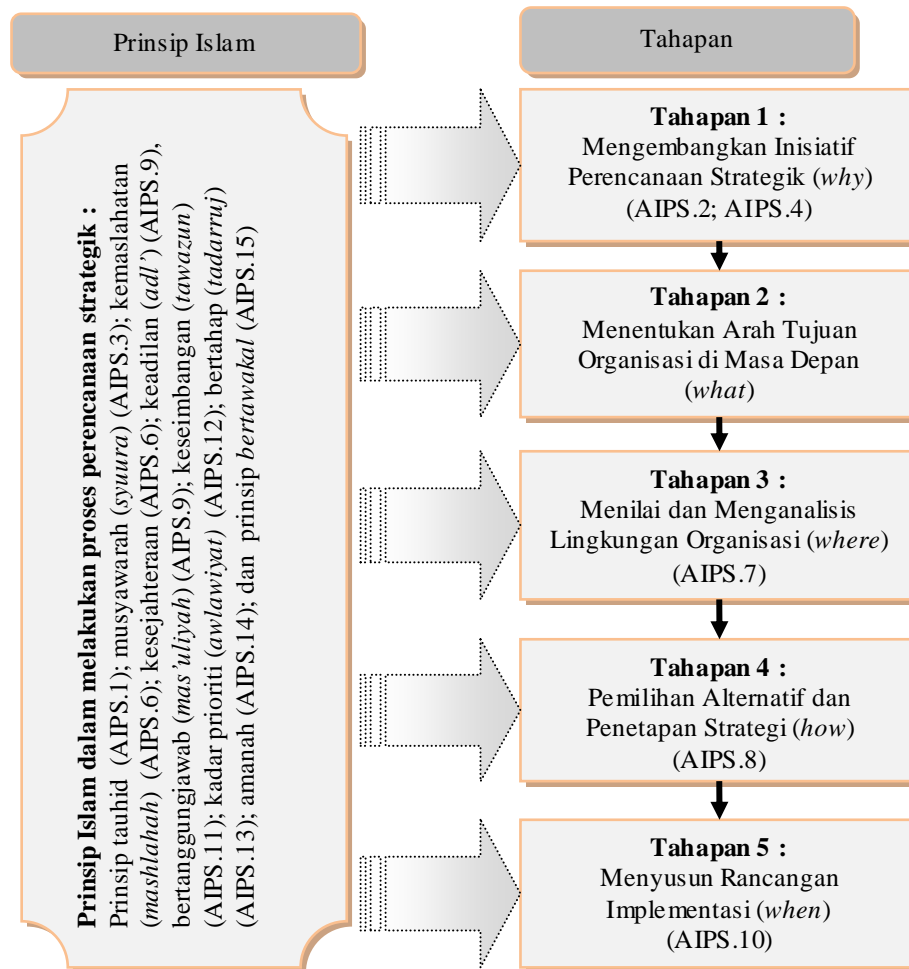 Prinsip Islam
Tahapan
Prinsip Islam dalam melakukan proses perencanaan strategik :
Prinsip tauhid (AIPS.1); musyawarah (syuura) (AIPS.3); kemaslahatan
(mashlahah) (AIPS.6); kesejahteraan (AIPS.6); keadilan (adl’) (AIPS.9),
bertanggungjawab (mas’uliyah) (AIPS.9); keseimbangan (tawazun)
(AIPS.11); kadar prioriti (awlawiyat) (AIPS.12); bertahap (tadarruj)
(AIPS.13); amanah (AIPS.14); dan prinsip bertawakal (AIPS.15)
Tahapan 1 :
Mengembangkan Inisiatif
Perencanaan Strategik (why)
(AIPS.2; AIPS.4)
Tahapan 2 :
Menentukan Arah Tujuan
Organisasi di Masa Depan
(what)
Tahapan 3 :
Menilai dan Menganalisis
Lingkungan Organisasi (where)
(AIPS.7)
Tahapan 4 :
Pemilihan Alternatif dan
Penetapan Strategi (how)
(AIPS.8)
Tahapan 5 :
Menyusun Rancangan
Implementasi (when)
(AIPS.10)